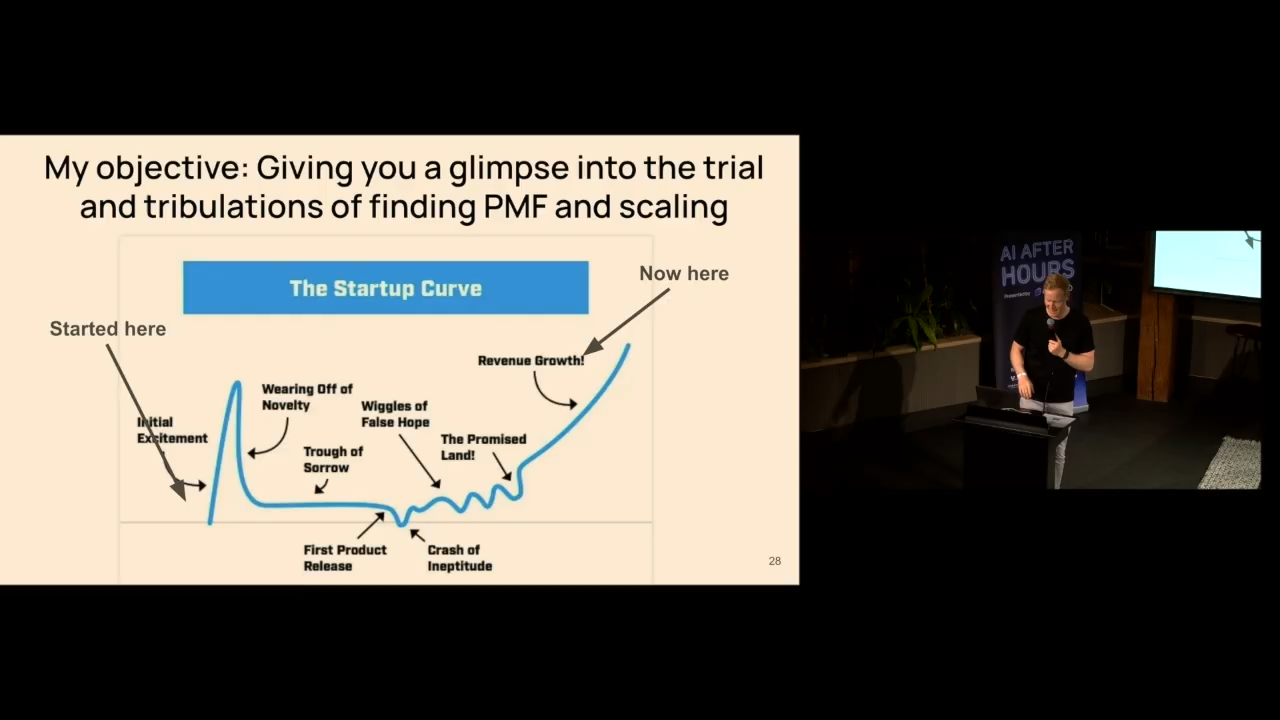 My objective: Giving you a glimpse into the trial
and tribulations of finding PMF and scaling
The Startup Curve
Now here
Started here
Revenue Growth!
Wearing Off of
Novelty
Wiggles of
False Hope
Initial
Excitement
The Promised
Land!
Trough of
Sorrow
First Product
Release
Crash of
Ineptitude
28
AI AFTER
HOURS
Presented by